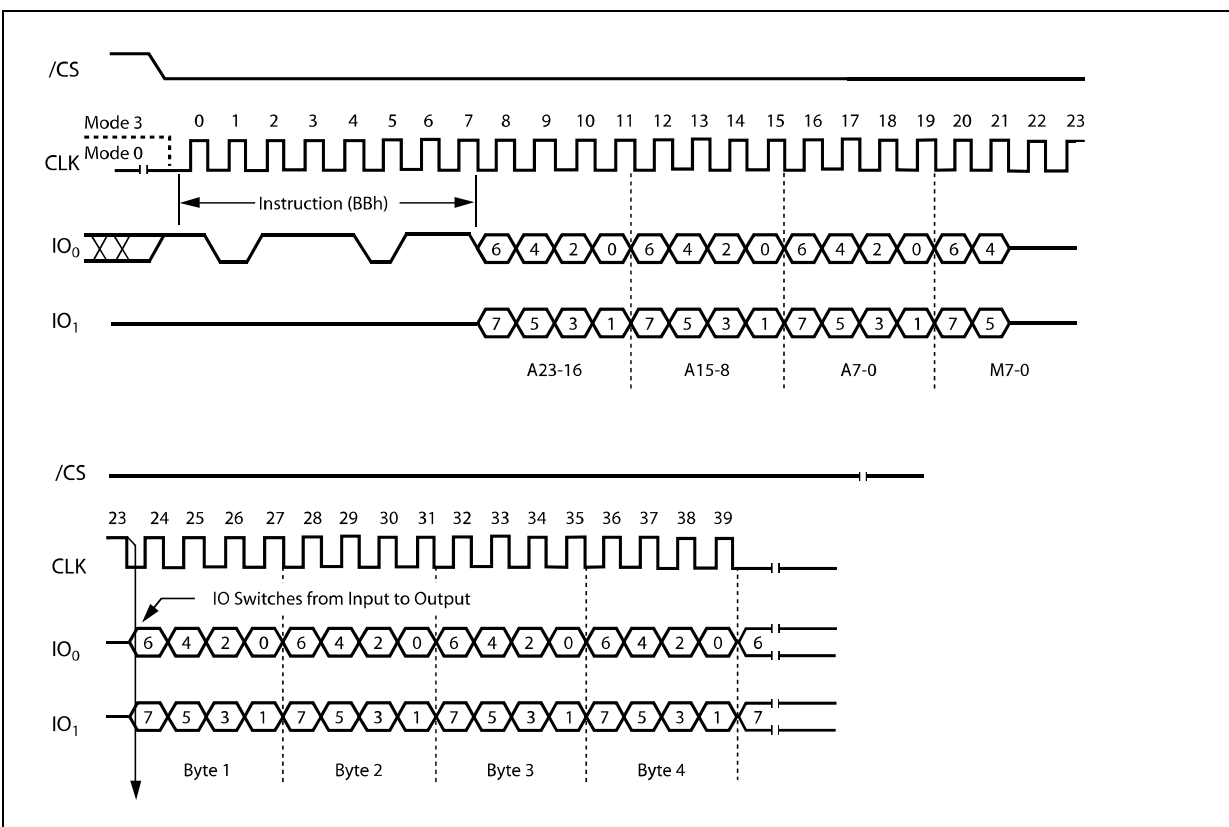 /CS
Mode 3
0 1 2 3 4 5 6 7 8 9 10 11 12 13 14 15 16 17 18 19 20 21 22 23
CLK
Mode 0
Instruction (BBh)
IO0
6 4 2 0 6 4 2 0 6 4 2 0 6 4
IO1
7 5 3 1 7 5 3 1 7 5 3 1 7 5
A23-16 A15-8 A7-0 M7-0
/CS
23 24 25 26 27 28 29 30 31 32 33 34 35 36 37 38 39
CLK
IO Switches from Input to Output
IO0
6 4 2 0 6 4 2 0 6 4 2 0 6 4 2 0 6
IO1
7 5 3 1 7 5 3 1 7 5 3 1 7 5 3 1 7
Byte 1 Byte 2 Byte 3 Byte 4